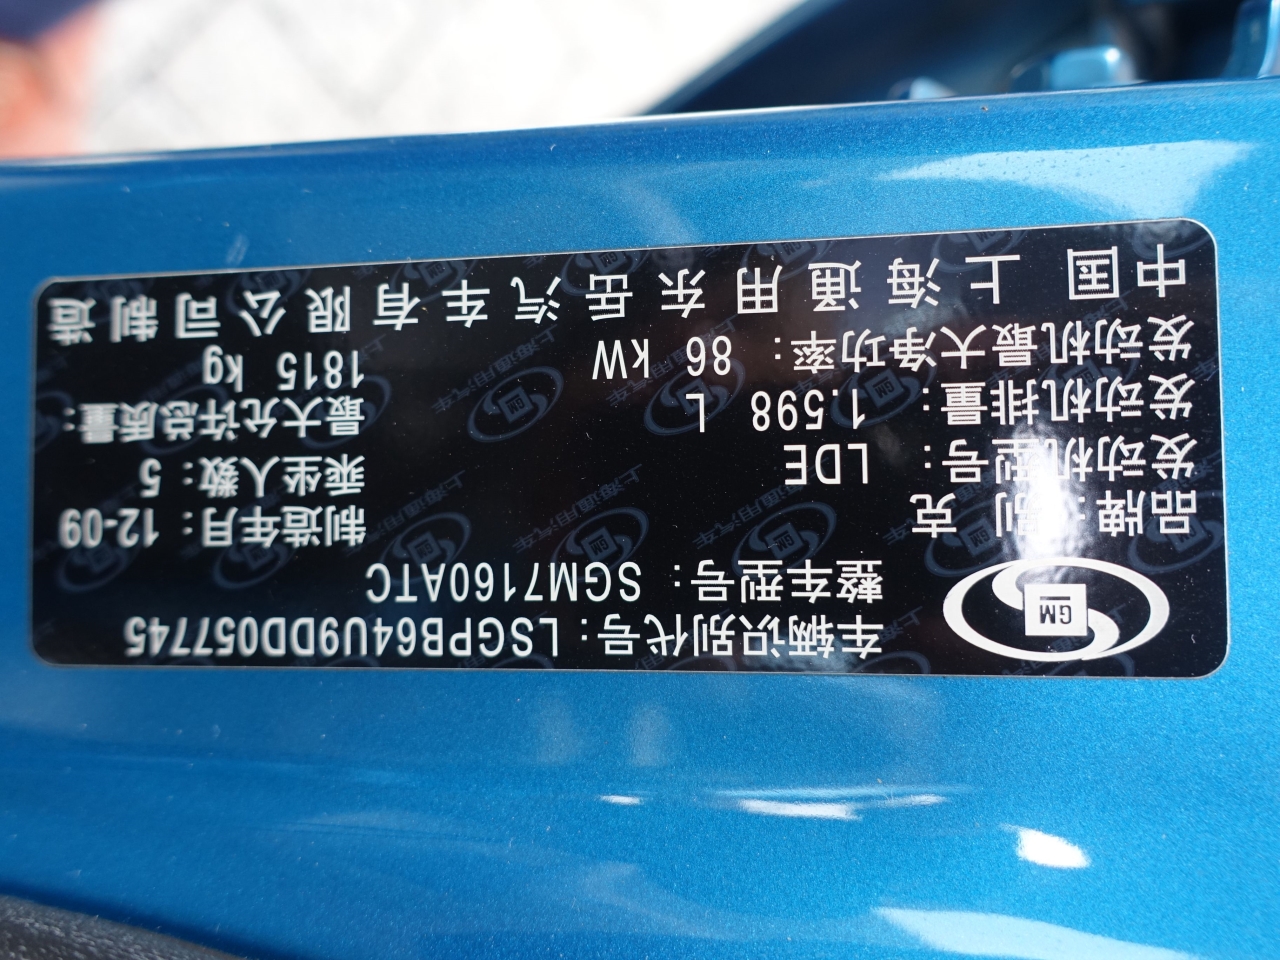 车辆识别代号：LSGPB64U9DD057745
整车型号：SGM7160ATC
GM
品牌：别 克 制造年月：12-09
发动机型号： LDE 乘坐人数：5
发动机排量： 1.598 L 最大允许总质量：
发动机最大净功率：86 kW 1815 kg
中国 上海通用东岳汽车有限公司制造